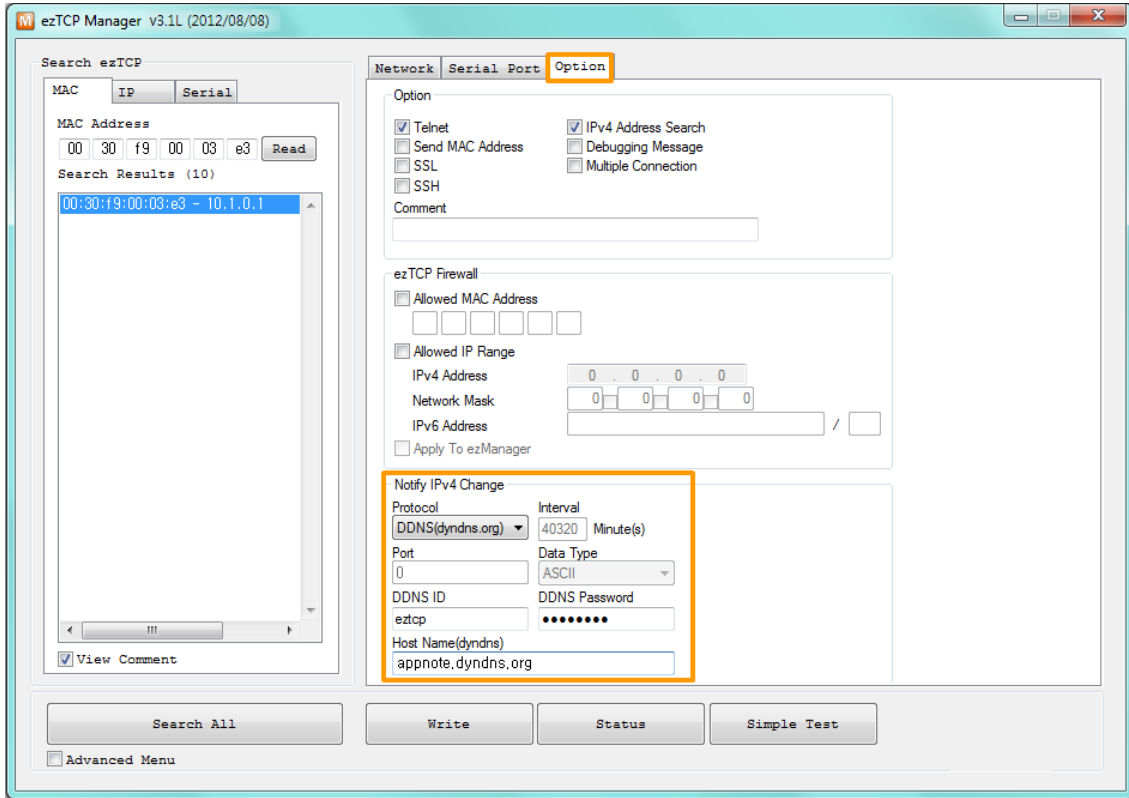 ezTCP Manager v3.1L (2012/08/08)
Search ezTCP
MAC IP Serial
MAC Address
00 30 f9 00 03 e3 Read
Search Results (10)
00:30:f9:00:03:e3 - 10.1.0.1
View Comment
Network Serial Port Option
Option
Telnet IPv4 Address Search
Send MAC Address Debugging Message
SSL Multiple Connection
SSH
Comment
ezTCP Firewall
Allowed MAC Address
Allowed IP Range
IPv4 Address 0 . 0 . 0 . 0
Network Mask 0 0 0 0
IPv6 Address /
Apply To ezManager
Notify IPv4 Change
Protocol Interval
DDNS(dyndns.org) 40320 Minute(s)
Port Data Type
0 ASCII
DDNS ID DDNS Password
eztcp ●●●●●●●●
Host Name(dyndns)
appnote.dyndns.org
Search All Write Status Simple Test
Advanced Menu